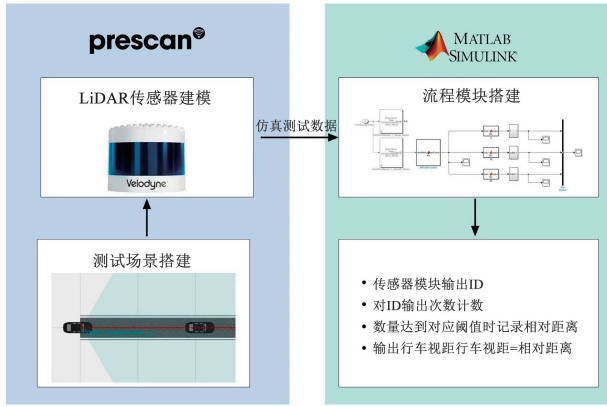 prescan
LiDAR传感器建模
Velodyne
测试场景搭建
仿真测试数据
MATLAB
SIMULINK
流程模块搭建
• 传感器模块输出ID
• 对ID输出次数计数
• 数量达到对应阈值时记录相对距离
• 输出行车视距行车视距=相对距离